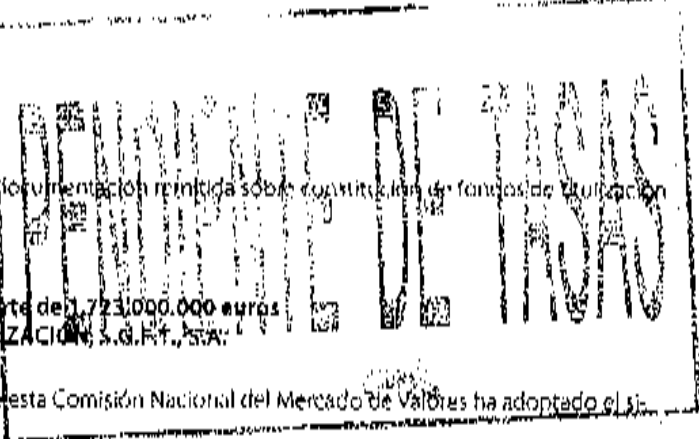 PENDIENTE DE TASAS
documentación remitida sobre constitución de fondos de titulización
te de 1.723.000.000 euros
ZACIÓN, S.G.F.T., S.A.
esta Comisión Nacional del Mercado de Valores ha adoptado el si-